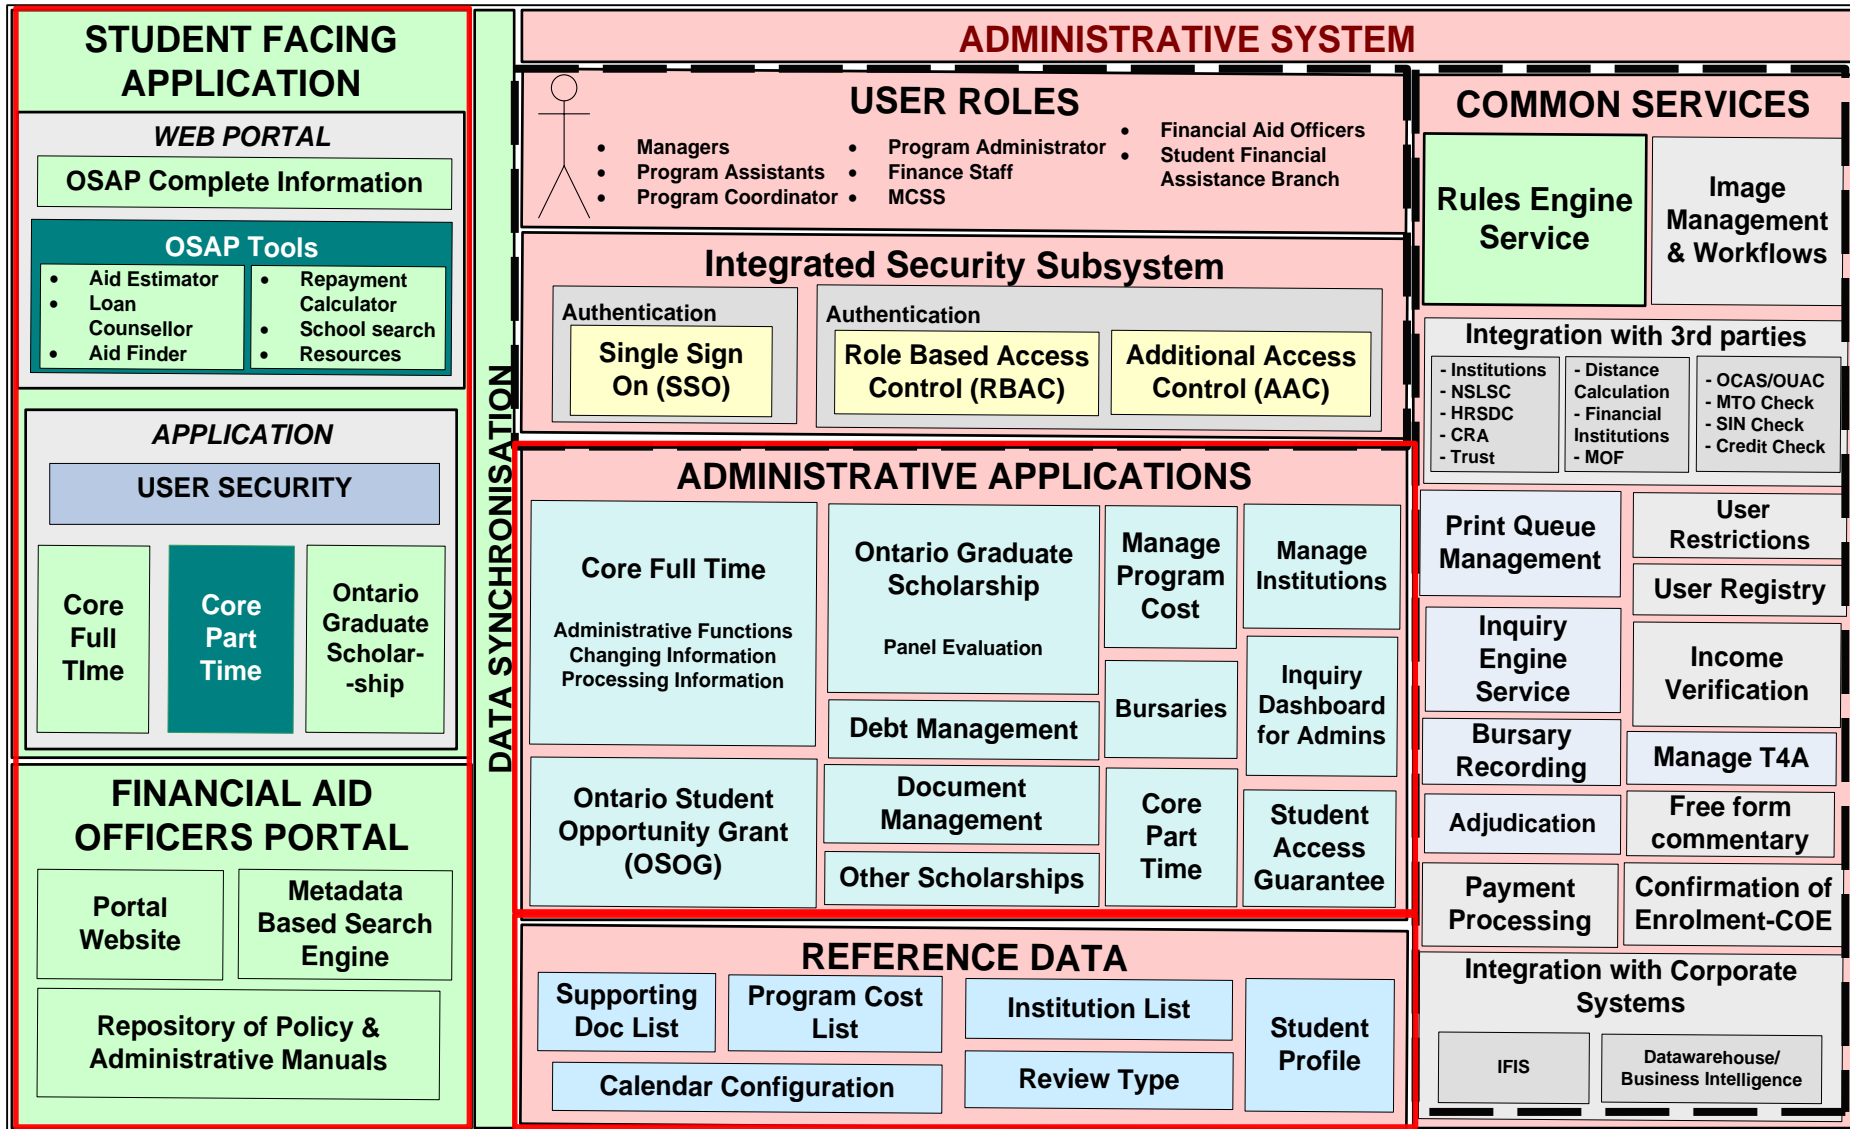 STUDENT FACING
APPLICATION
WEB PORTAL
OSAP Complete Information
OSAP Tools
• Aid Estimator
• Loan
Counsellor
• Aid Finder
• Repayment
Calculator
• School search
• Resources
APPLICATION
USER SECURITY
Core
Full
TIme
Core
Part
Time
Ontario
Graduate
Scholar-
-ship
FINANCIAL AID
OFFICERS PORTAL
Portal
Website
Metadata
Based Search
Engine
Repository of Policy &
Administrative Manuals
DATA SYNCHRONISATION
ADMINISTRATIVE SYSTEM
USER ROLES
• Managers
• Program Assistants
• Program Coordinator
• Program Administrator
• Finance Staff
• MCSS
• Financial Aid Officers
• Student Financial
Assistance Branch
Integrated Security Subsystem
Authentication
Single Sign
On (SSO)
Authentication
Role Based Access
Control (RBAC)
Additional Access
Control (AAC)
ADMINISTRATIVE APPLICATIONS
Core Full Time
Administrative Functions
Changing Information
Processing Information
Ontario Graduate
Scholarship
Panel Evaluation
Manage
Program
Cost
Manage
Institutions
Debt Management
Bursaries
Inquiry
Dashboard
for Admins
Ontario Student
Opportunity Grant
(OSOG)
Document
Management
Other Scholarships
Core
Part
Time
Student
Access
Guarantee
REFERENCE DATA
Supporting
Doc List
Program Cost
List
Institution List
Student
Profile
Calendar Configuration
Review Type
COMMON SERVICES
Rules Engine
Service
Image
Management
& Workflows
Integration with 3rd parties
- Institutions
- NSLSC
- HRSDC
- CRA
- Trust
- Distance
Calculation
- Financial
Institutions
- MOF
- OCAS/OUAC
- MTO Check
- SIN Check
- Credit Check
Print Queue
Management
User
Restrictions
User Registry
Inquiry
Engine
Service
Income
Verification
Bursary
Recording
Manage T4A
Adjudication
Free form
commentary
Payment
Processing
Confirmation of
Enrolment-COE
Integration with Corporate
Systems
IFIS
Datawarehouse/
Business Intelligence